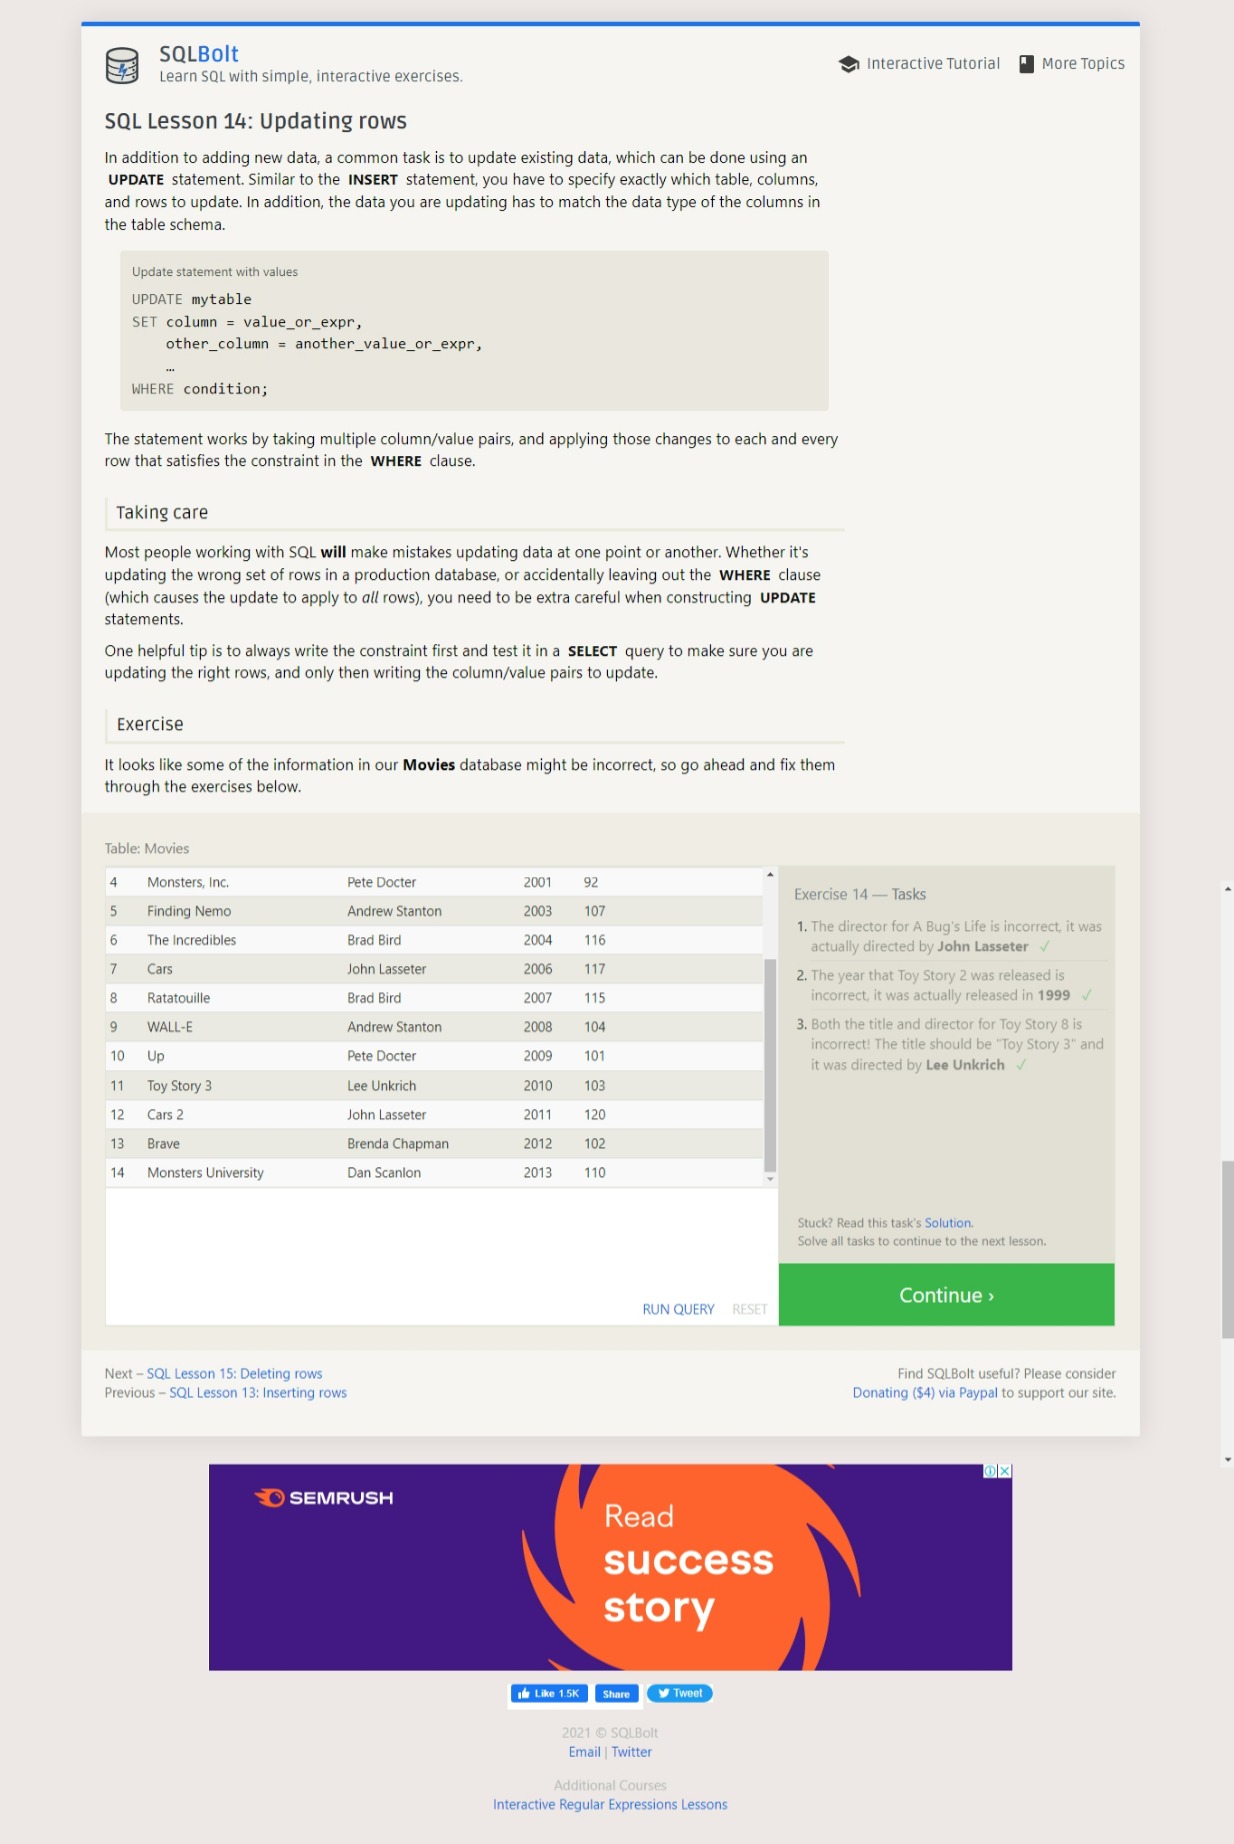 SQLBolt
Learn SQL with simple, interactive exercises.
Interactive Tutorial
More Topics
SQL Lesson 14: Updating rows
In addition to adding new data, a common task is to update existing data, which can be done using an
UPDATE statement. Similar to the INSERT statement, you have to specify exactly which table, columns,
and rows to update. In addition, the data you are updating has to match the data type of the columns in
the table schema.
Update statement with values
UPDATE mytable
SET column = value_or_expr,
other_column = another_value_or_expr,
…
WHERE condition;
The statement works by taking multiple column/value pairs, and applying those changes to each and every
row that satisfies the constraint in the WHERE clause.
Taking care
Most people working with SQL will make mistakes updating data at one point or another. Whether it's
updating the wrong set of rows in a production database, or accidentally leaving out the WHERE clause
(which causes the update to apply to all rows), you need to be extra careful when constructing UPDATE
statements.
One helpful tip is to always write the constraint first and test it in a SELECT query to make sure you are
updating the right rows, and only then writing the column/value pairs to update.
Exercise
It looks like some of the information in our Movies database might be incorrect, so go ahead and fix them
through the exercises below.
Table: Movies
4 Monsters, Inc. Pete Docter 2001 92
5 Finding Nemo Andrew Stanton 2003 107
6 The Incredibles Brad Bird 2004 116
7 Cars John Lasseter 2006 117
8 Ratatouille Brad Bird 2007 115
9 WALL-E Andrew Stanton 2008 104
10 Up Pete Docter 2009 101
11 Toy Story 3 Lee Unkrich 2010 103
12 Cars 2 John Lasseter 2011 120
13 Brave Brenda Chapman 2012 102
14 Monsters University Dan Scanlon 2013 110
RUN QUERY RESET
Exercise 14 — Tasks
1. The director for A Bug's Life is incorrect, it was
actually directed by John Lasseter ✓
2. The year that Toy Story 2 was released is
incorrect, it was actually released in 1999 ✓
3. Both the title and director for Toy Story 8 is
incorrect! The title should be "Toy Story 3" and
it was directed by Lee Unkrich ✓
Stuck? Read this task's Solution.
Solve all tasks to continue to the next lesson.
Continue ›
Next – SQL Lesson 15: Deleting rows
Previous – SQL Lesson 13: Inserting rows
Find SQLBolt useful? Please consider
Donating ($4) via Paypal to support our site.
SEMRUSH
Read
success
story
Like 1.5K
Share
Tweet
2021 © SQLBolt
Email | Twitter
Additional Courses
Interactive Regular Expressions Lessons